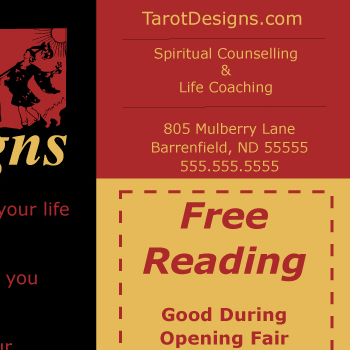 TarotDesigns.com
Spiritual Counselling
&
Life Coaching
805 Mulberry Lane
Barrenfield, ND 55555
555.555.5555
gns
your life
you
ur
Free
Reading
Good During
Opening Fair